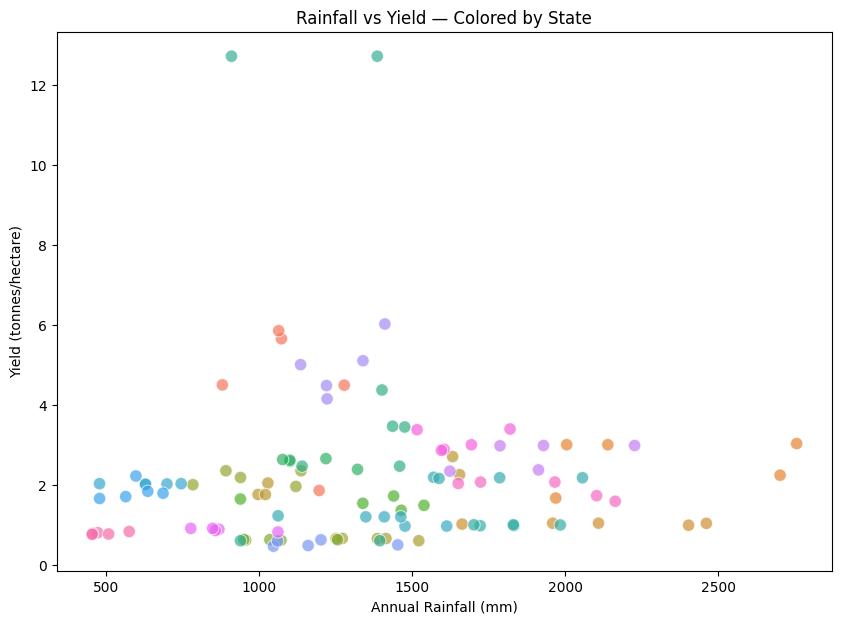 Rainfall vs Yield — Colored by State
12
10
8
6
4
2
0
Yield (tonnes/hectare)
500 1000 1500 2000 2500
Annual Rainfall (mm)